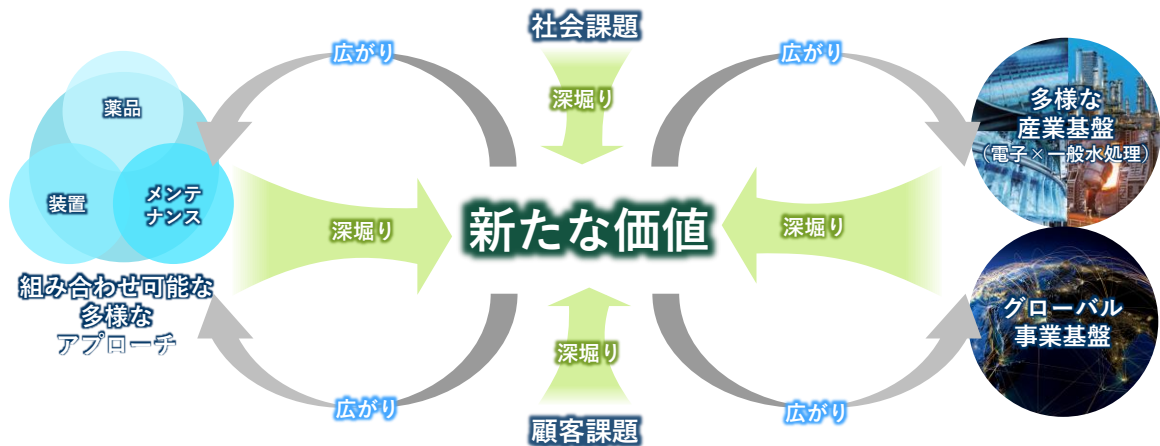 社会課題
広がり
広がり
深堀り
薬品
装置
メンテ
ナンス
組み合わせ可能な
多様な
アプローチ
深堀り
新たな価値
深堀り
多様な
産業基盤
（電子×一般水処理）
グローバル
事業基盤
深堀り
広がり
広がり
顧客課題